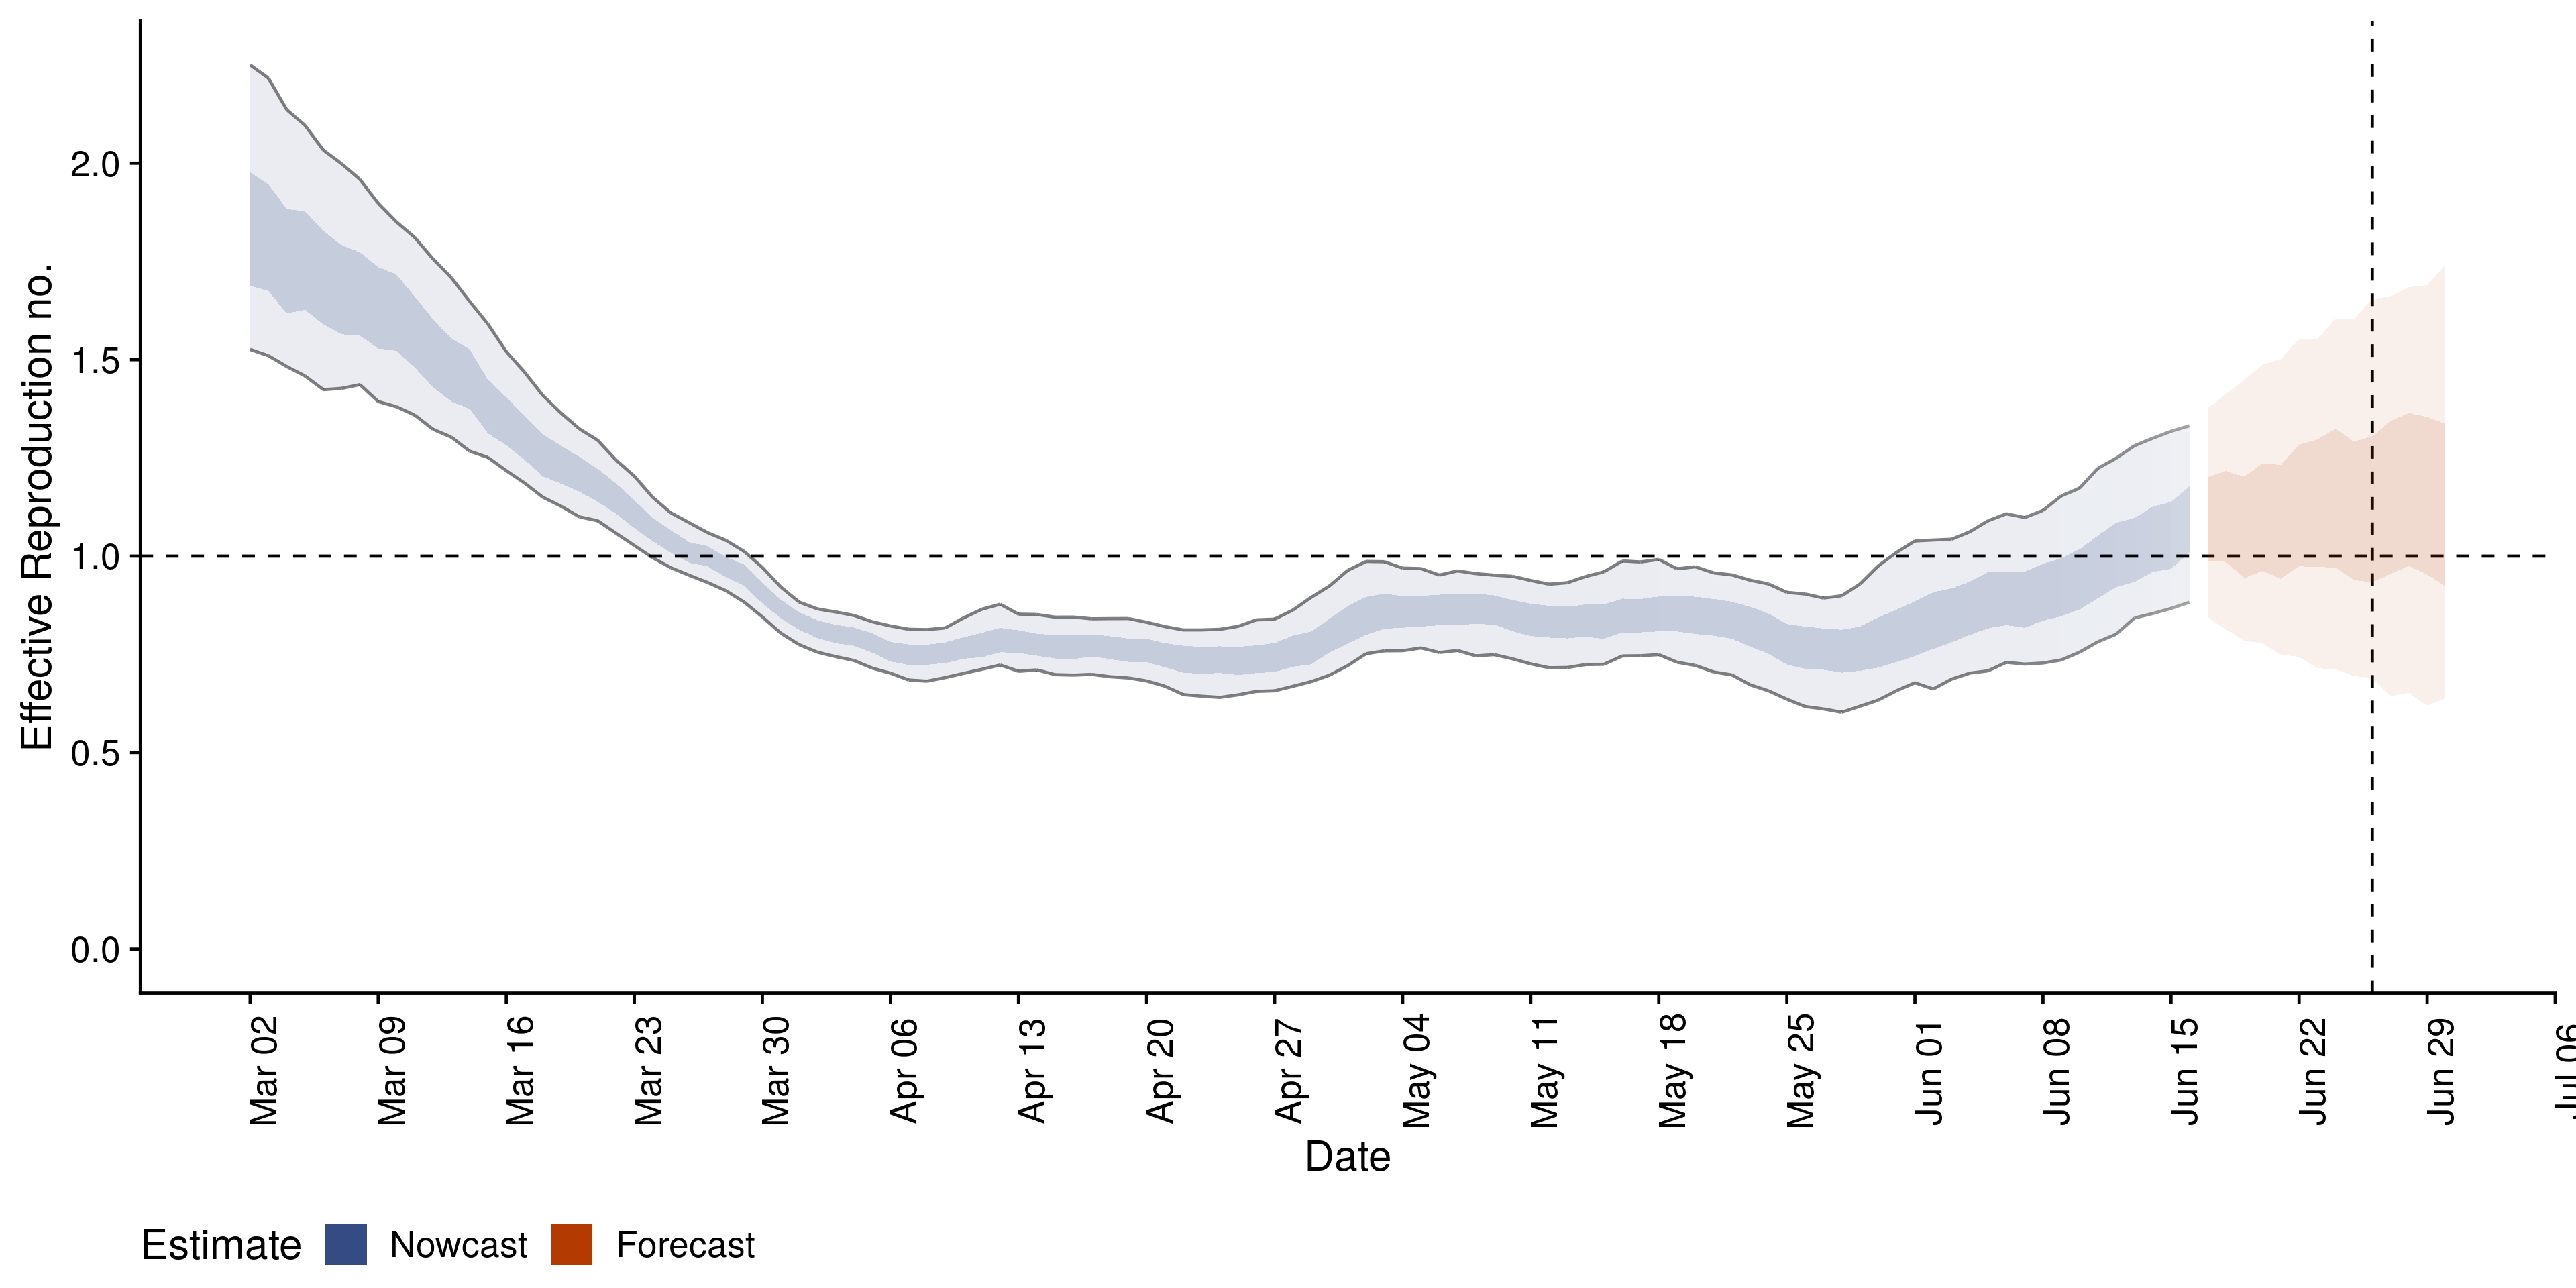 Effective Reproduction no.
2.0
1.5
1.0
0.5
0.0
Mar 02
Mar 09
Mar 16
Mar 23
Mar 30
Apr 06
Apr 13
Apr 20
Apr 27
May 04
May 11
May 18
May 25
Jun 01
Jun 08
Jun 15
Jun 22
Jun 29
Jul 06
Date
Estimate Nowcast Forecast